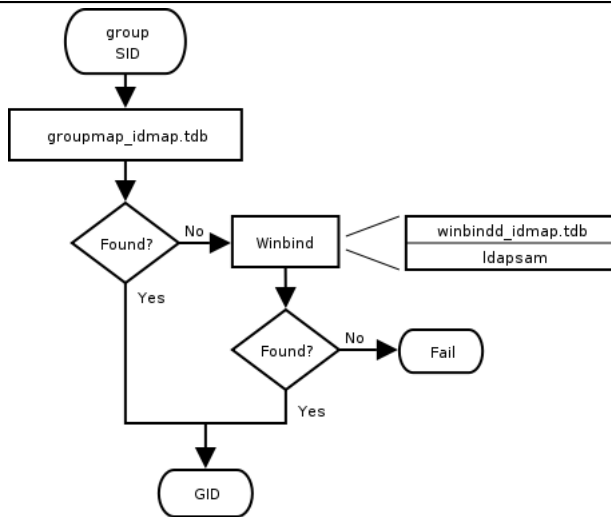 group
SID
groupmap_idmap.tdb
Found?
No
Winbind
winbindd_idmap.tdb
ldapsam
Yes
Found?
No
Fail
Yes
GID